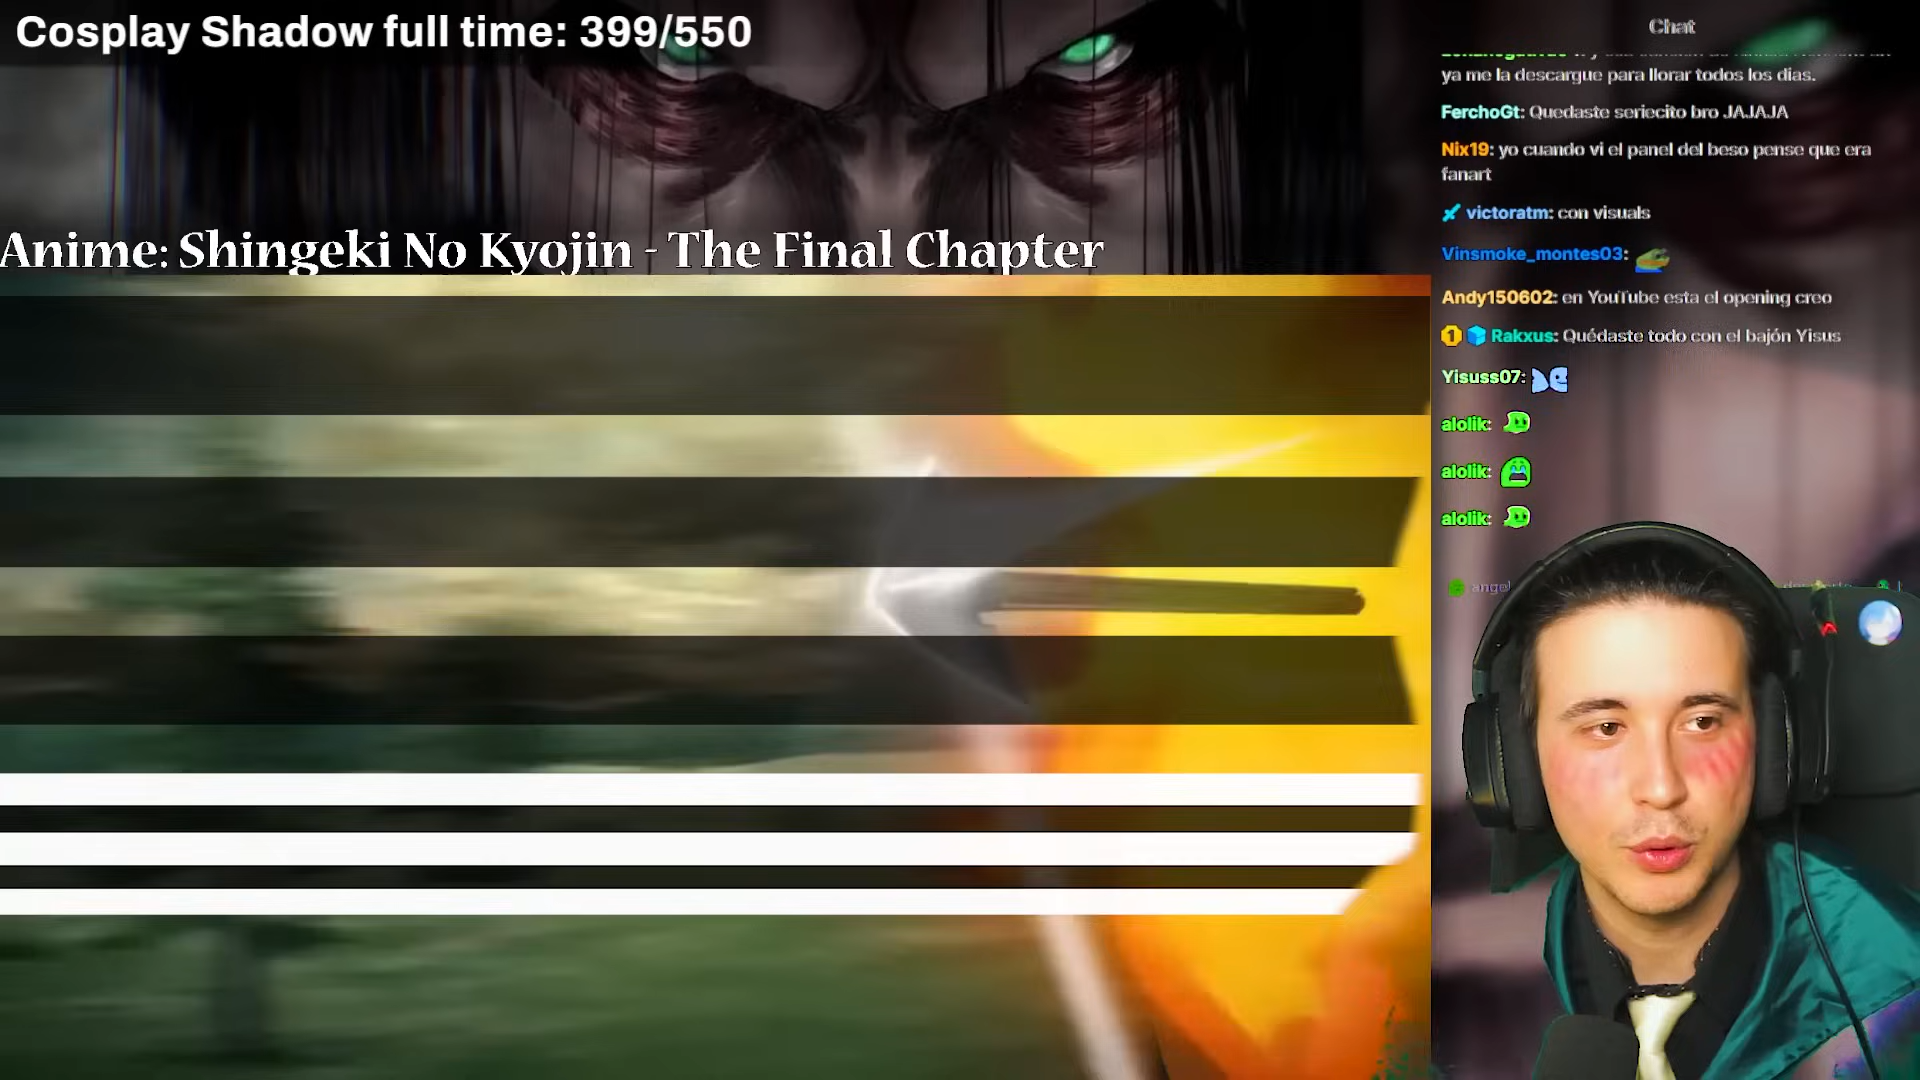 Cosplay Shadow full time: 399/550
Anime: Shingeki No Kyojin - The Final Chapter
Chat
ya me la descargue para llorar todos los dias.
FerchoGt: Quedaste seriecito bro JAJAJA
Nix19: yo cuando vi el panel del beso pense que era
fanart
victoratm: con visuals
Vinsmoke_montes03:
Andy150602: en YouTube esta el opening creo
1 Rakxus: Quédaste todo con el bajón Yisus
Yisuss07:
alolik:
alolik:
alolik: